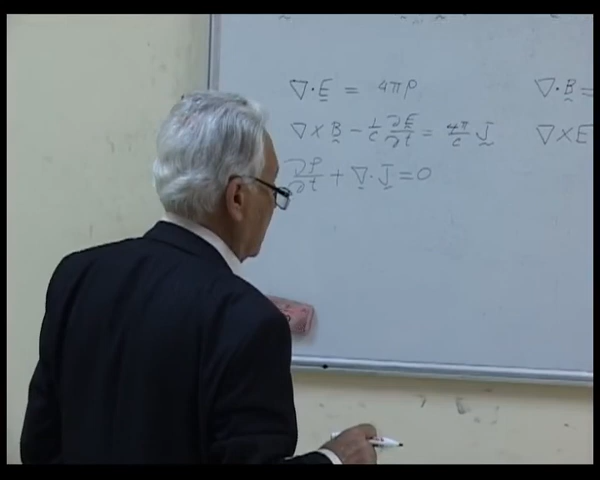 ∇·E = 4πρ ∇·B =
∇×B − 1/c ∂E/∂t = 4π/c J ∇×E
∂ρ/∂t + ∇·J = 0